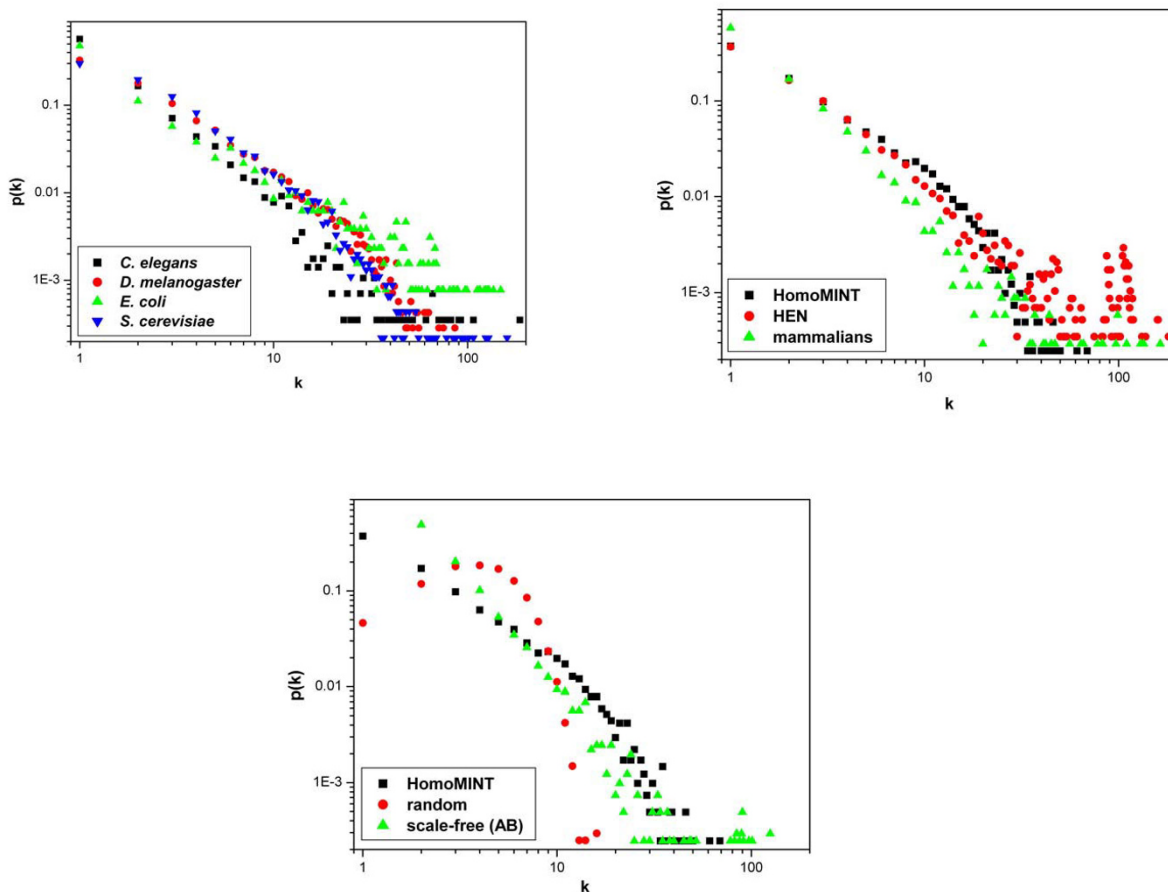 0.1
0.01
1E-3
p(k)
C. elegans
D. melanogaster
E. coli
S. cerevisiae
1
10
100
k
0.1
0.01
1E-3
p(k)
HomoMINT
HEN
mammalians
1
10
100
k
0.1
0.01
1E-3
p(k)
HomoMINT
random
scale-free (AB)
1
10
100
k